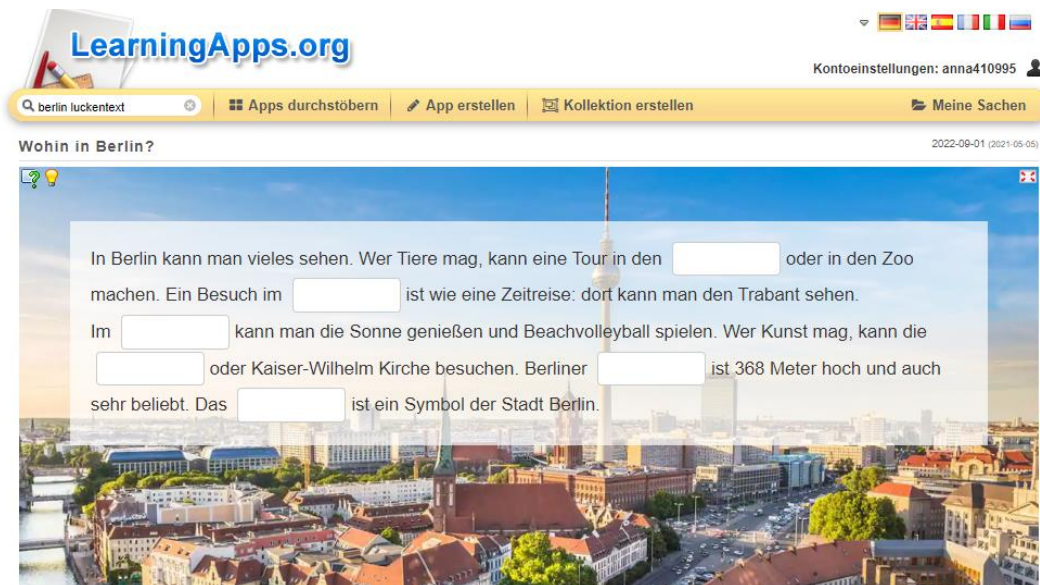 LearningApps.org
Kontoeinstellungen: anna410995
berlin luckentext
Apps durchstöbern
App erstellen
Kollektion erstellen
Meine Sachen
Wohin in Berlin?
2022-09-01 (2021-05-05)
In Berlin kann man vieles sehen. Wer Tiere mag, kann eine Tour in den oder in den Zoo
machen. Ein Besuch im ist wie eine Zeitreise: dort kann man den Trabant sehen.
Im kann man die Sonne genießen und Beachvolleyball spielen. Wer Kunst mag, kann die
oder Kaiser-Wilhelm Kirche besuchen. Berliner ist 368 Meter hoch und auch
sehr beliebt. Das ist ein Symbol der Stadt Berlin.